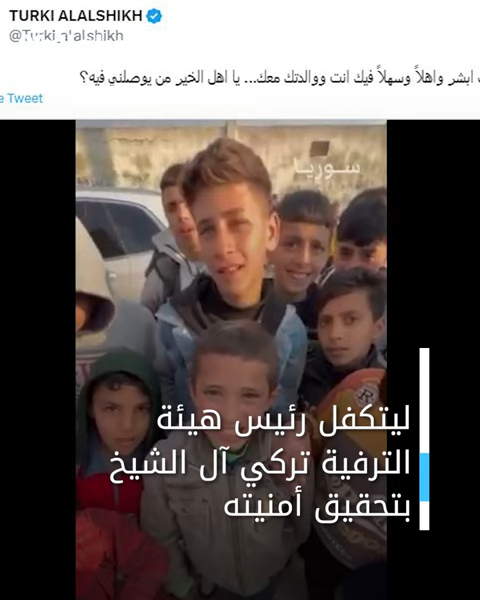 TURKI ALALSHIKH
@Turki_alalshikh
ابشر واهلاً وسهلاً فيك انت ووالدتك معك... يا اهل الخير من يوصلني فيه؟
Tweet
سوريا
ليتكفل رئيس هيئة
الترفية تركي آل الشيخ
بتحقيق أمنيته